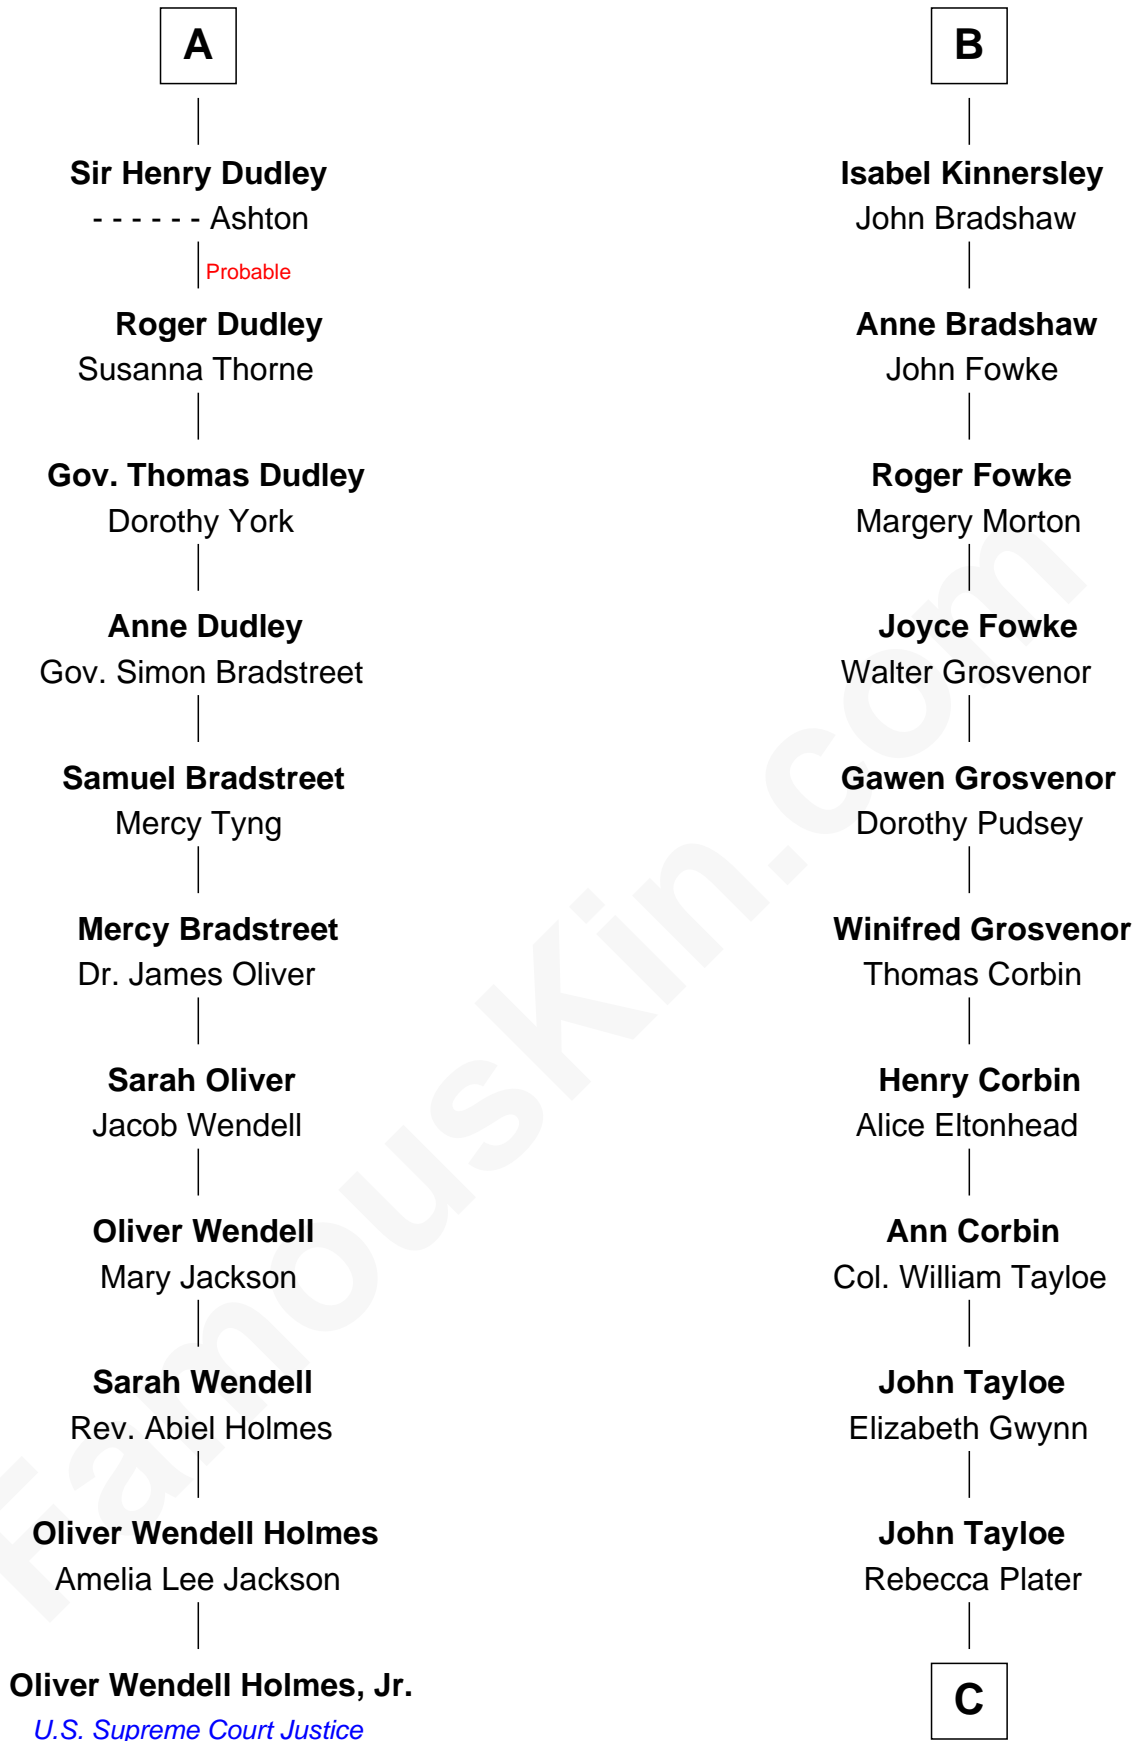 A
Sir Henry Dudley
- - - - - - Ashton
Probable
Roger Dudley
Susanna Thorne
Gov. Thomas Dudley
Dorothy York
Anne Dudley
Gov. Simon Bradstreet
Samuel Bradstreet
Mercy Tyng
Mercy Bradstreet
Dr. James Oliver
Sarah Oliver
Jacob Wendell
Oliver Wendell
Mary Jackson
Sarah Wendell
Rev. Abiel Holmes
Oliver Wendell Holmes
Amelia Lee Jackson
Oliver Wendell Holmes, Jr.
U.S. Supreme Court Justice
B
Isabel Kinnersley
John Bradshaw
Anne Bradshaw
John Fowke
Roger Fowke
Margery Morton
Joyce Fowke
Walter Grosvenor
Gawen Grosvenor
Dorothy Pudsey
Winifred Grosvenor
Thomas Corbin
Henry Corbin
Alice Eltonhead
Ann Corbin
Col. William Tayloe
John Tayloe
Elizabeth Gwynn
John Tayloe
Rebecca Plater
C
FamousKin.com